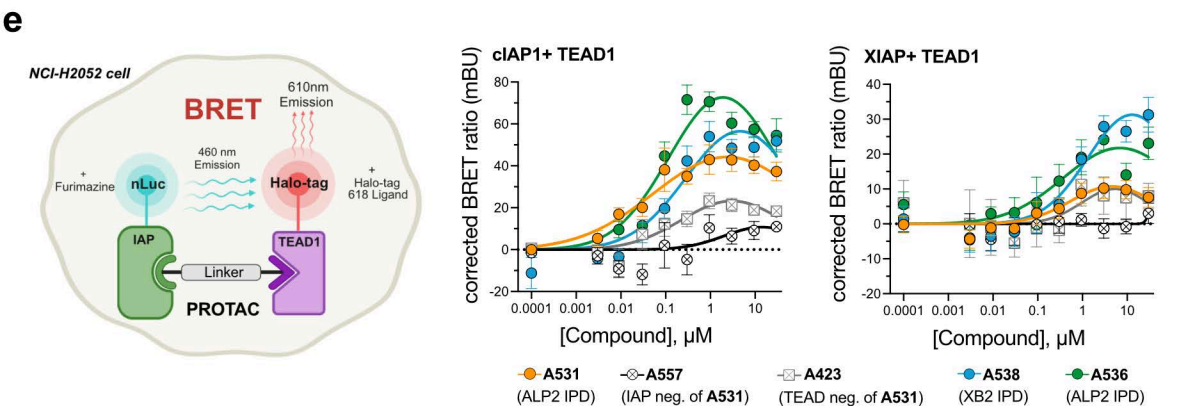 e
NCI-H2052 cell
BRET
610nm
Emission
460 nm
Emission
+
Furimazine
nLuc
Halo-tag
+
Halo-tag
618 Ligand
IAP
TEAD1
Linker
PROTAC
cIAP1+ TEAD1
corrected BRET ratio (mBU)
80
60
40
20
0
-20
0.0001 0.001 0.01 0.1 1 10
[Compound], µM
XIAP+ TEAD1
corrected BRET ratio (mBU)
40
30
20
10
0
-10
-20
0.0001 0.001 0.01 0.1 1 10
[Compound], µM
A531
(ALP2 IPD)
A557
(IAP neg. of A531)
A423
(TEAD neg. of A531)
A538
(XB2 IPD)
A536
(ALP2 IPD)